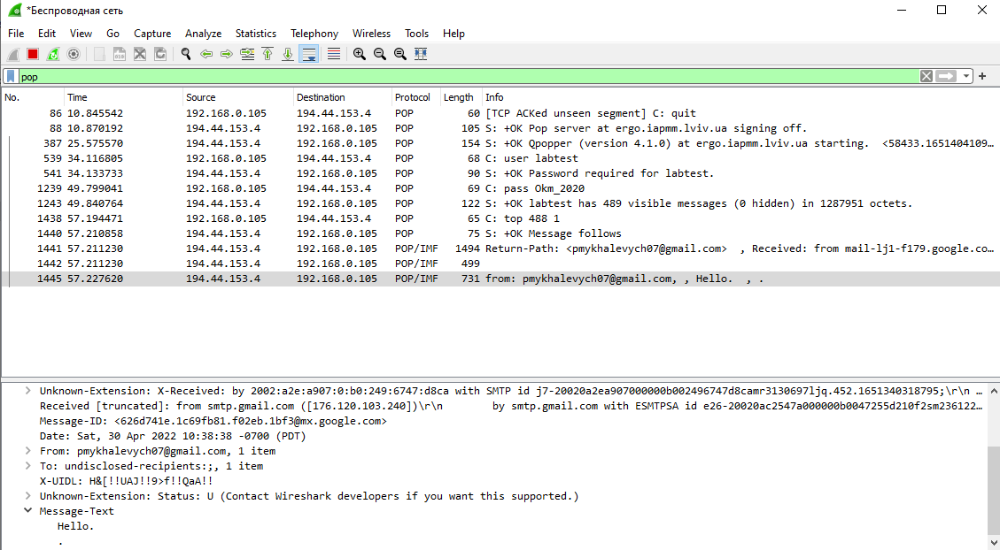 *Беспроводная сеть
File Edit View Go Capture Analyze Statistics Telephony Wireless Tools Help
pop
No. Time Source Destination Protocol Length Info
86 10.845542 192.168.0.105 194.44.153.4 POP 60 [TCP ACKed unseen segment] C: quit
88 10.870192 194.44.153.4 192.168.0.105 POP 105 S: +OK Pop server at ergo.iapmm.lviv.ua signing off.
387 25.575570 194.44.153.4 192.168.0.105 POP 154 S: +OK Qpopper (version 4.1.0) at ergo.iapmm.lviv.ua starting. <58433.1651404109…
539 34.116805 192.168.0.105 194.44.153.4 POP 68 C: user labtest
541 34.133733 194.44.153.4 192.168.0.105 POP 90 S: +OK Password required for labtest.
1239 49.799041 192.168.0.105 194.44.153.4 POP 69 C: pass Okm_2020
1243 49.840764 194.44.153.4 192.168.0.105 POP 122 S: +OK labtest has 489 visible messages (0 hidden) in 1287951 octets.
1438 57.194471 192.168.0.105 194.44.153.4 POP 65 C: top 488 1
1440 57.210858 194.44.153.4 192.168.0.105 POP 75 S: +OK Message follows
1441 57.211230 194.44.153.4 192.168.0.105 POP/IMF 1494 Return-Path: <pmykhalevych07@gmail.com> , Received: from mail-lj1-f179.google.co…
1442 57.211230 194.44.153.4 192.168.0.105 POP/IMF 499
1445 57.227620 194.44.153.4 192.168.0.105 POP/IMF 731 from: pmykhalevych07@gmail.com, , Hello. , .
Unknown-Extension: X-Received: by 2002:a2e:a907:0:b0:249:6747:d8ca with SMTP id j7-20020a2ea907000000b002496747d8camr3130697ljq.452.1651340318795;\r\n …
Received [truncated]: from smtp.gmail.com ([176.120.103.240])\r\n by smtp.gmail.com with ESMTPSA id e26-20020ac2547a000000b0047255d210f2sm236122…
Message-ID: <626d741e.1c69fb81.f02eb.1bf3@mx.google.com>
Date: Sat, 30 Apr 2022 10:38:38 -0700 (PDT)
From: pmykhalevych07@gmail.com, 1 item
To: undisclosed-recipients:;, 1 item
X-UIDL: H&[!!UAJ!!9>f!!QaA!!
Unknown-Extension: Status: U (Contact Wireshark developers if you want this supported.)
Message-Text
Hello.
.